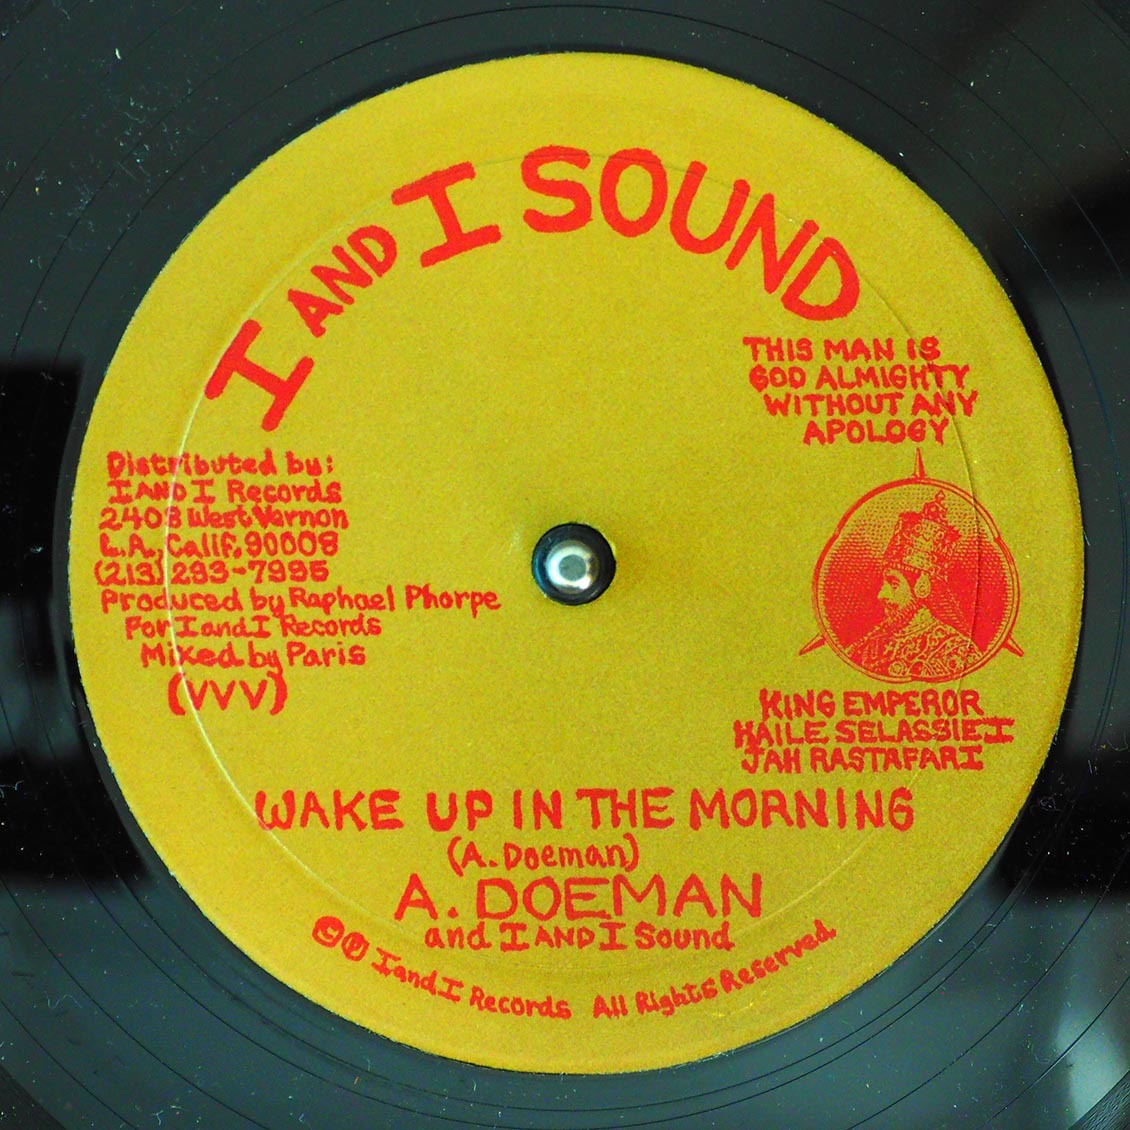 I AND I SOUND
THIS MAN IS
GOD ALMIGHTY
WITHOUT ANY
APOLOGY
Distributed by:
I AND I Records
2408 West Vernon
L.A., Calif. 90008
(213) 293-7995
Produced by Raphael Phorpe
For I and I Records
Mixed by Paris
(VVV)
KING EMPEROR
HAILE SELASSIE I
JAH RASTAFARI
WAKE UP IN THE MORNING
(A. Doeman)
A. DOEMAN
and I AND I Sound
© ℗ I and I Records All Rights Reserved.